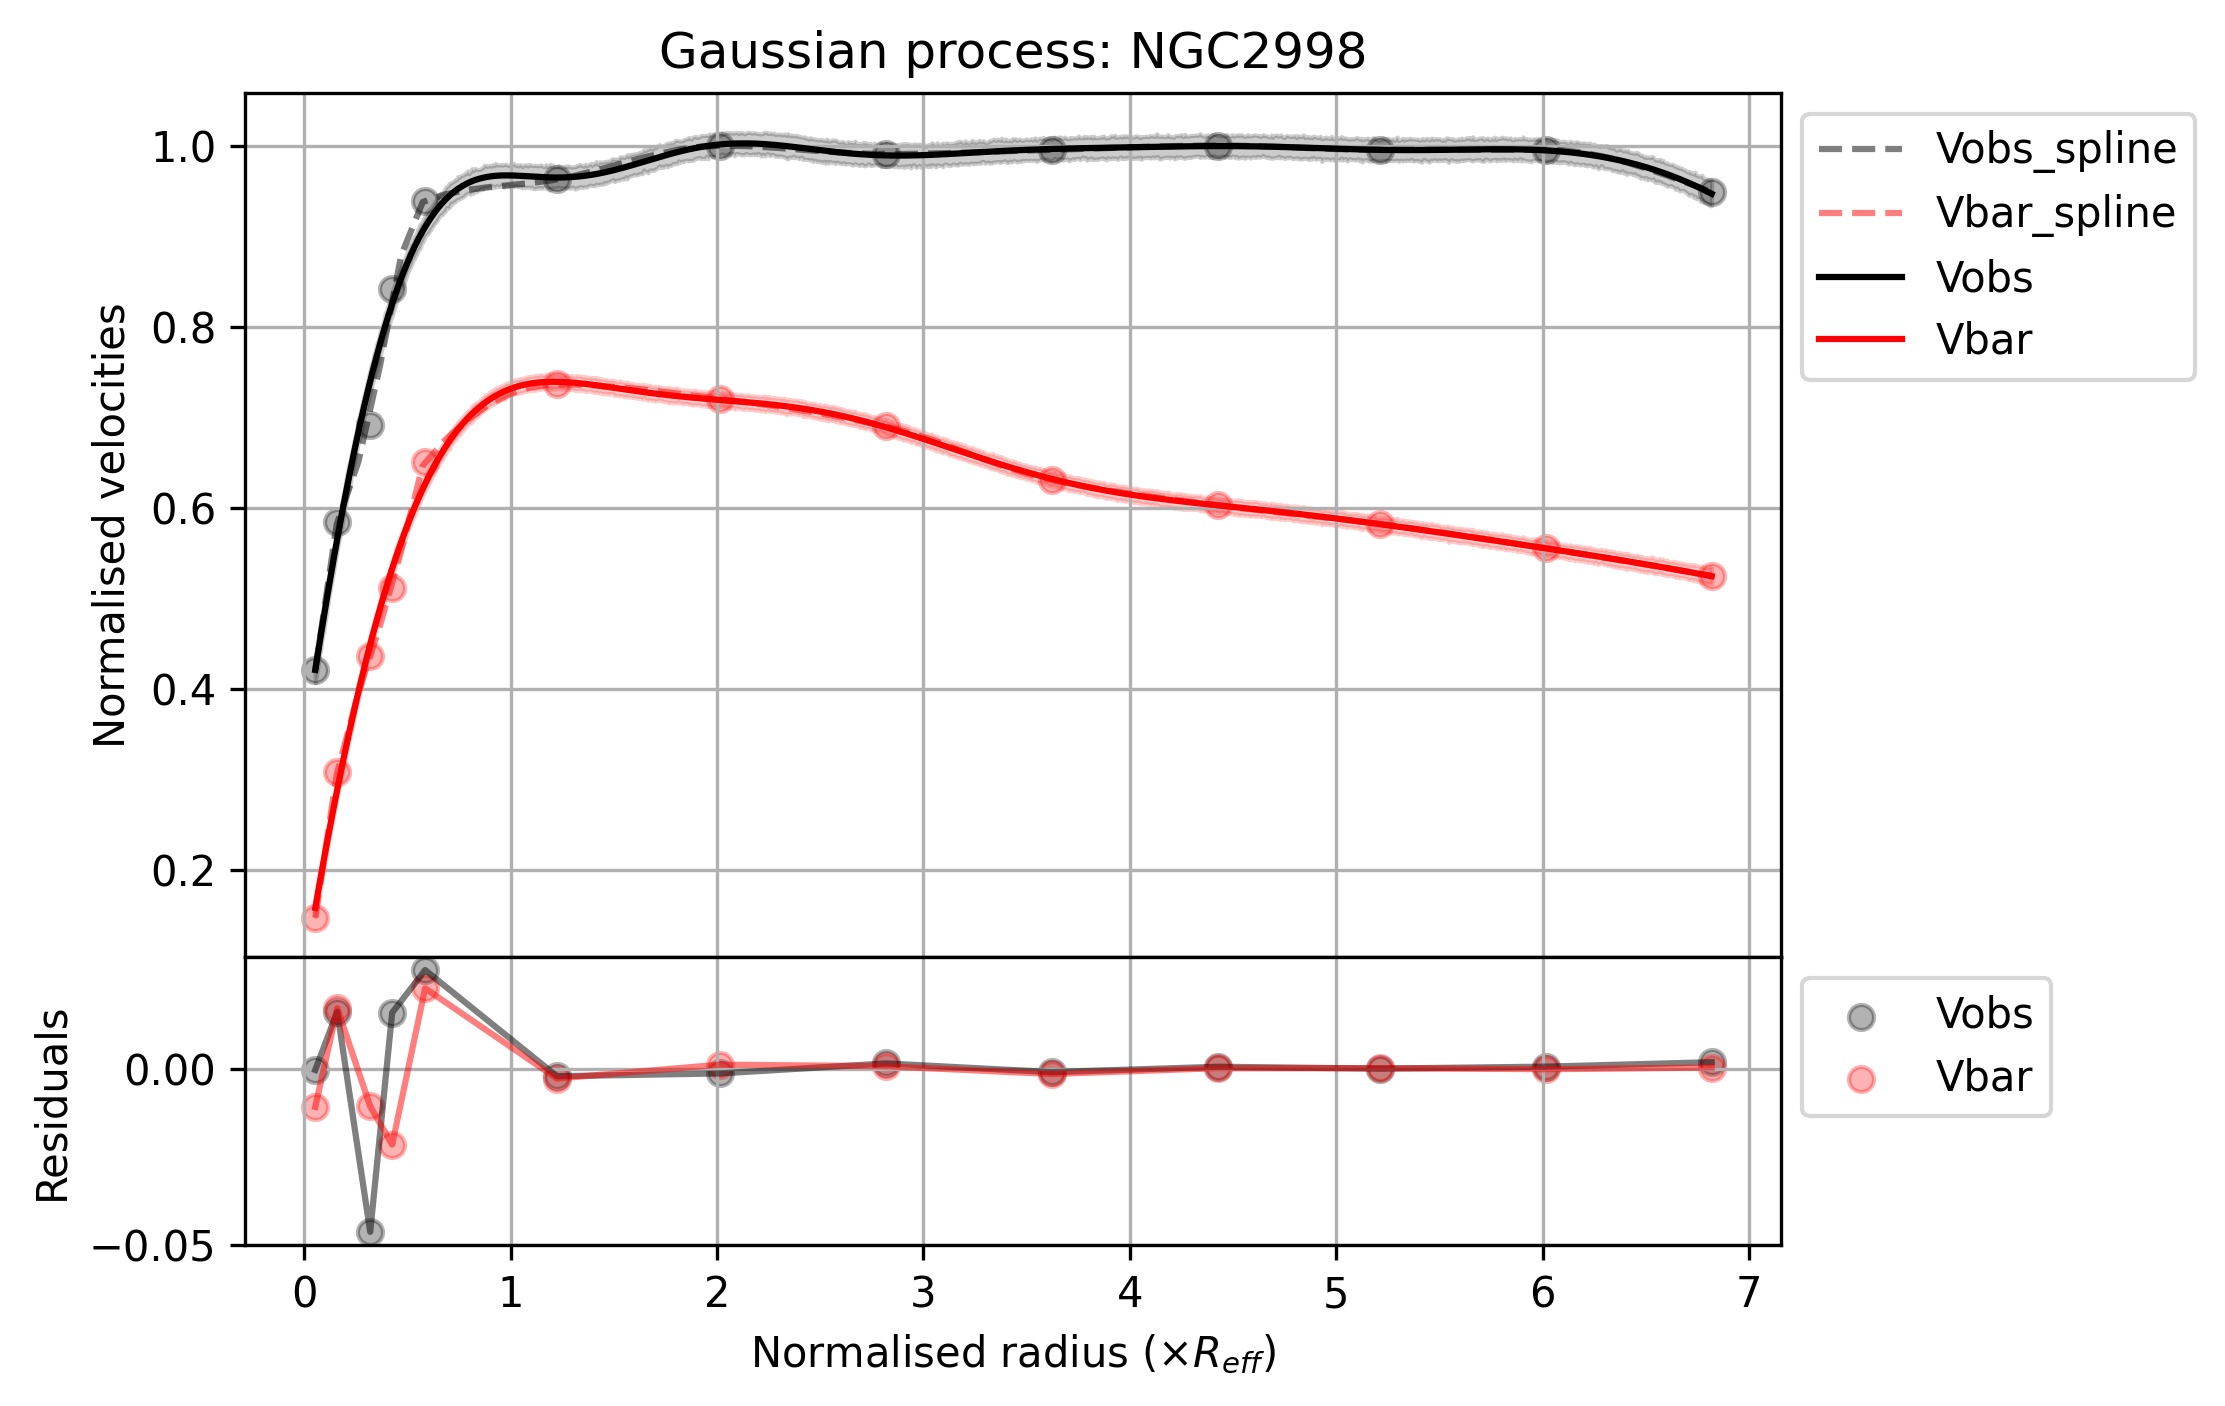 Gaussian process: NGC2998
Normalised velocities
1.0
0.8
0.6
0.4
0.2
Vobs_spline
Vbar_spline
Vobs
Vbar
Residuals
0.00
−0.05
Vobs
Vbar
0 1 2 3 4 5 6 7
Normalised radius (×R_eff)